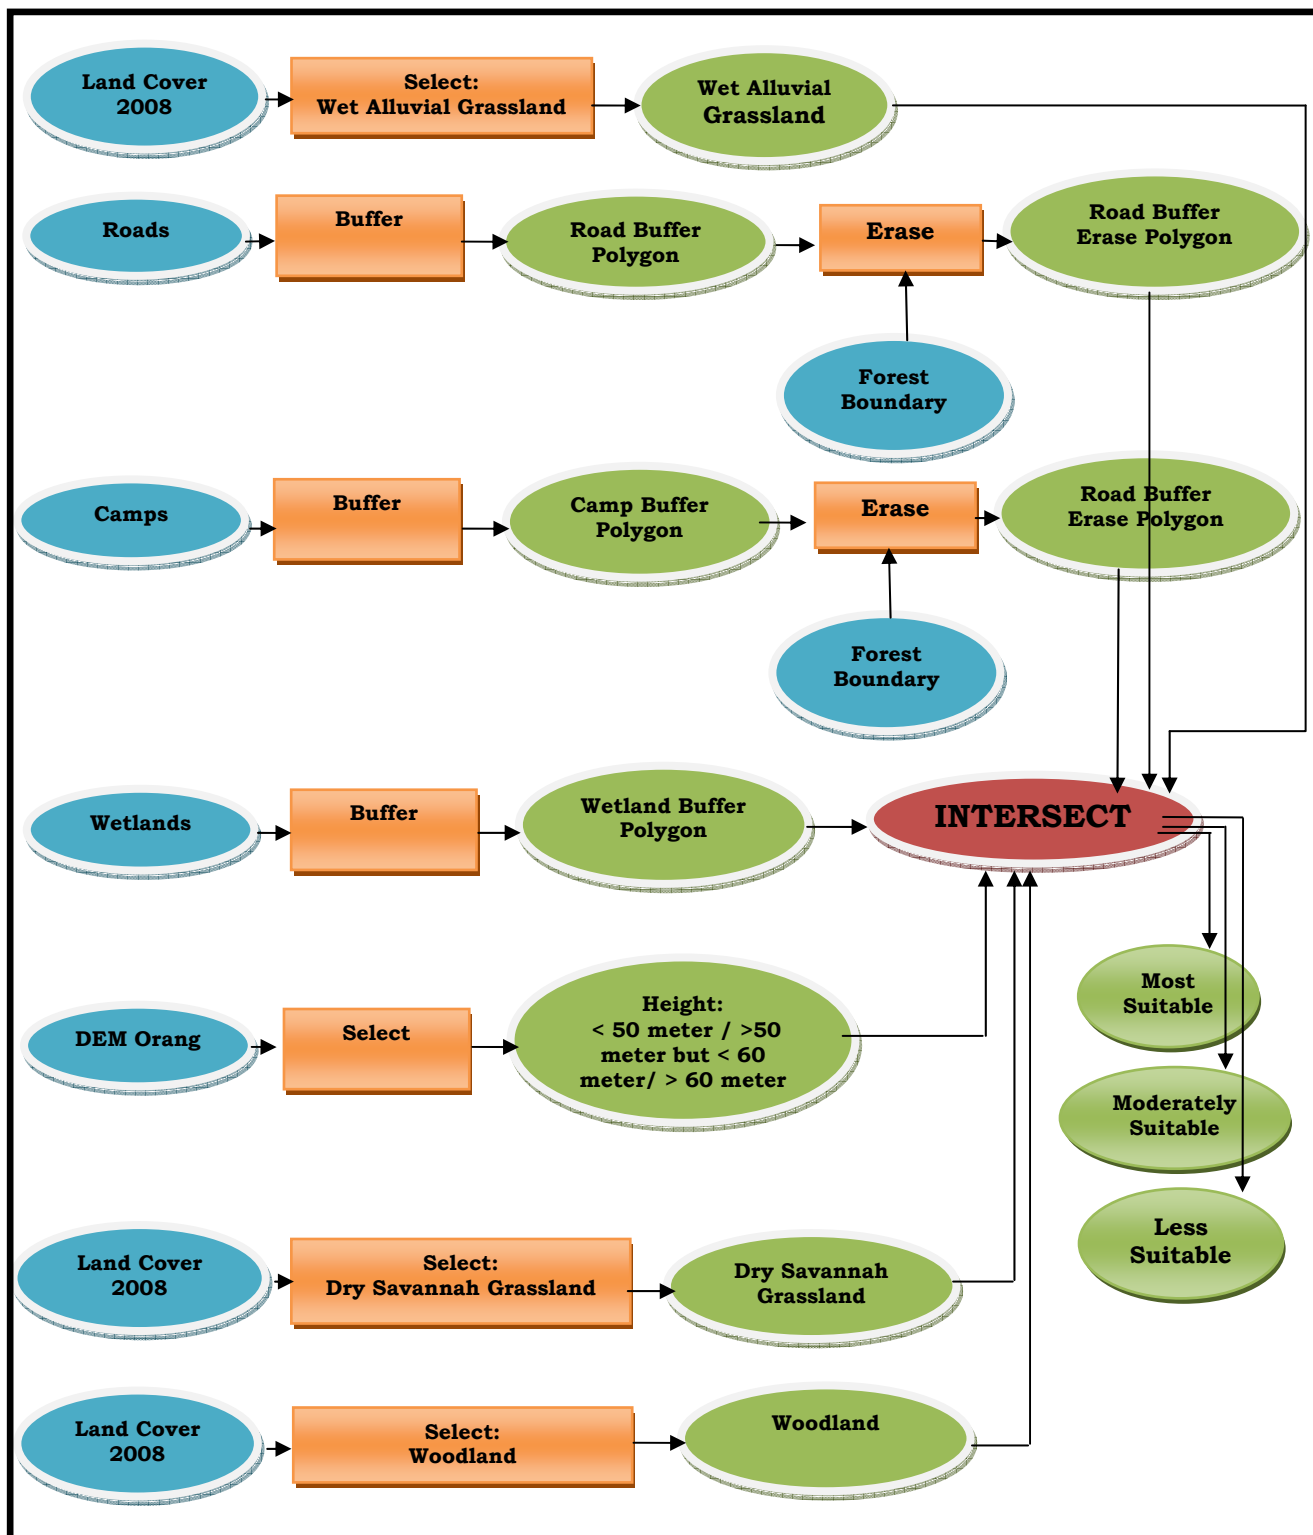 Land Cover
2008
Select:
Wet Alluvial Grassland
Wet Alluvial
Grassland
Roads
Buffer
Road Buffer
Polygon
Erase
Road Buffer
Erase Polygon
Forest
Boundary
Camps
Buffer
Camp Buffer
Polygon
Erase
Road Buffer
Erase Polygon
Forest
Boundary
Wetlands
Buffer
Wetland Buffer
Polygon
INTERSECT
DEM Orang
Select
Height:
< 50 meter / >50
meter but < 60
meter/ > 60 meter
Most
Suitable
Moderately
Suitable
Less
Suitable
Land Cover
2008
Select:
Dry Savannah Grassland
Dry Savannah
Grassland
Land Cover
2008
Select:
Woodland
Woodland